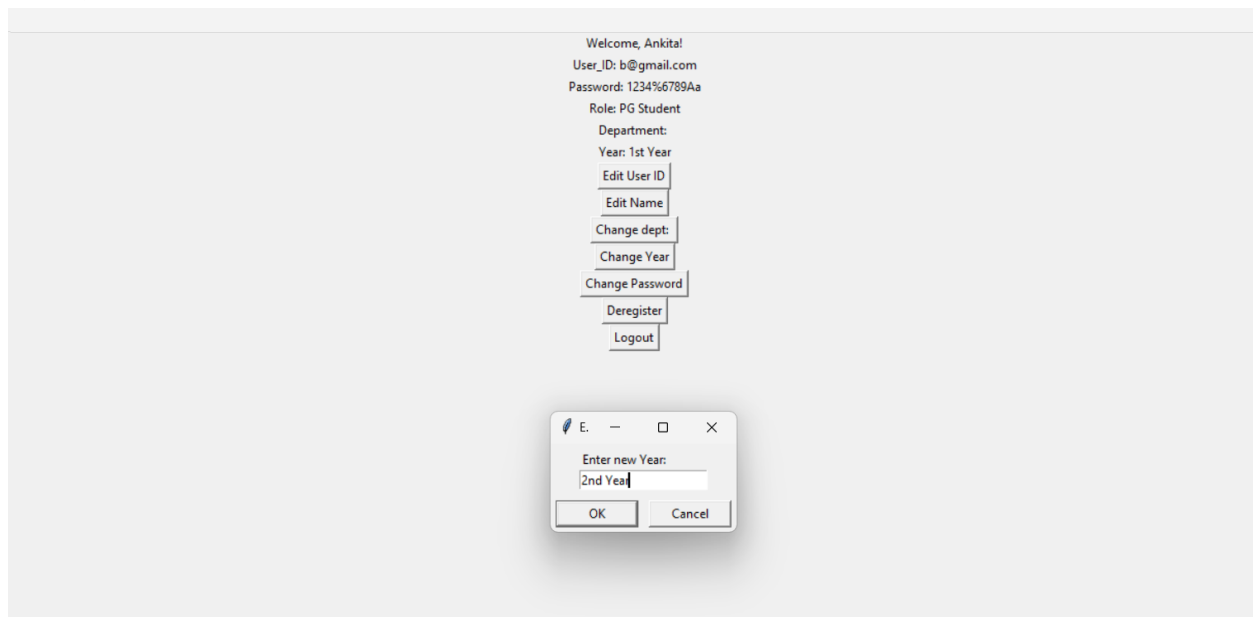 Welcome, Ankita!
User_ID: b@gmail.com
Password: 1234%6789Aa
Role: PG Student
Department:
Year: 1st Year
Edit User ID
Edit Name
Change dept:
Change Year
Change Password
Deregister
Logout
E.
Enter new Year:
2nd Year
OK Cancel